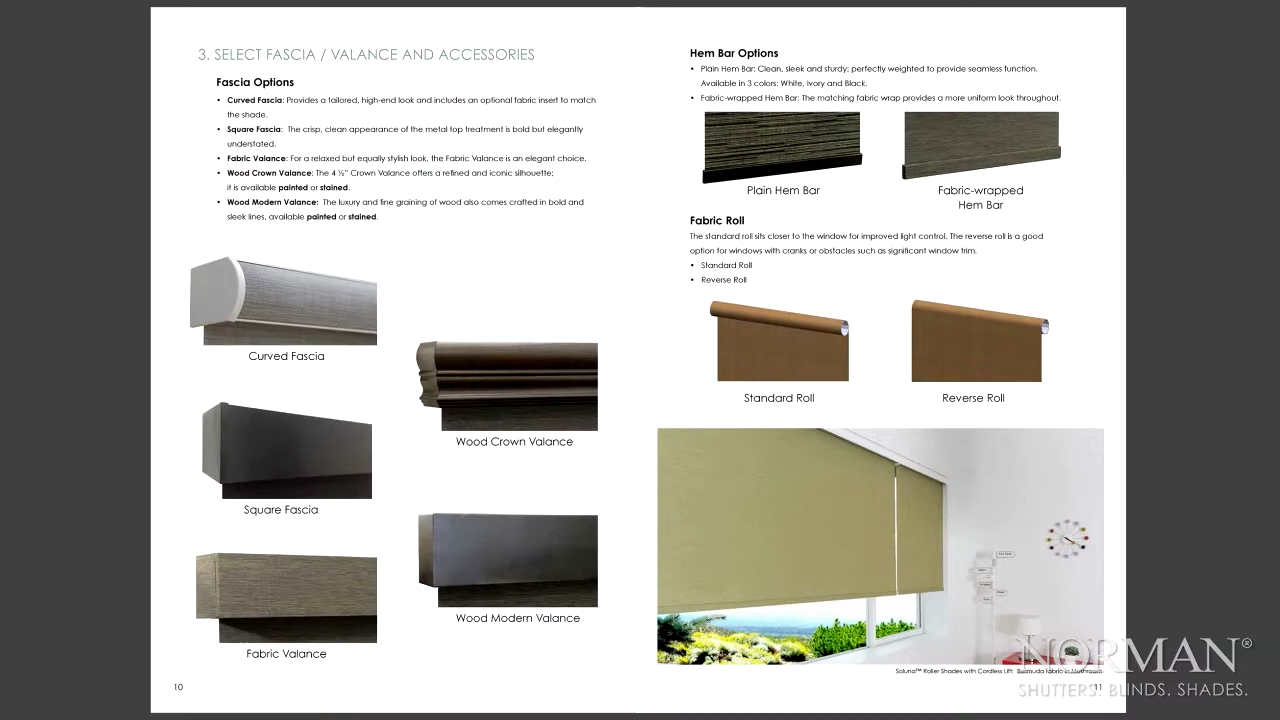 3. SELECT FASCIA / VALANCE AND ACCESSORIES
Fascia Options
• Curved Fascia: Provides a tailored, high-end look and includes an optional fabric insert to match
the shade.
• Square Fascia: The crisp, clean appearance of the metal top treatment is bold but elegantly
understated.
• Fabric Valance: For a relaxed but equally stylish look, the Fabric Valance is an elegant choice.
• Wood Crown Valance: The 4 ½" Crown Valance offers a refined and iconic silhouette;
it is available painted or stained.
• Wood Modern Valance: The luxury and fine graining of wood also comes crafted in bold and
sleek lines, available painted or stained.
Curved Fascia
Wood Crown Valance
Square Fascia
Wood Modern Valance
Fabric Valance
10
Hem Bar Options
• Plain Hem Bar: Clean, sleek and sturdy; perfectly weighted to provide seamless function.
Available in 3 colors: White, Ivory and Black.
• Fabric-wrapped Hem Bar: The matching fabric wrap provides a more uniform look throughout.
Plain Hem Bar
Fabric-wrapped
Hem Bar
Fabric Roll
The standard roll sits closer to the window for improved light control. The reverse roll is a good
option for windows with cranks or obstacles such as significant window trim.
• Standard Roll
• Reverse Roll
Standard Roll
Reverse Roll
Soluna™ Roller Shades with Cordless Lift: Bermuda Fabric in Mushroom
11
NORMAN®
SHUTTERS. BLINDS. SHADES.